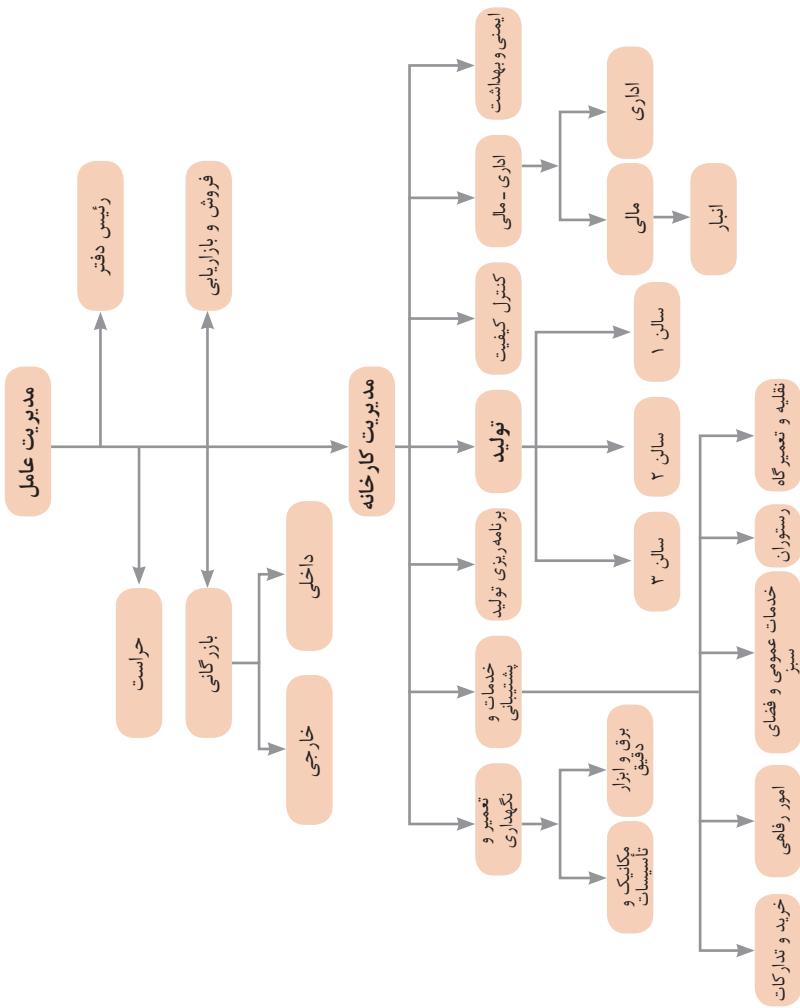 مدیریت عامل
رئیس دفتر
حراست
فروش و بازاریابی
بازرگانی
داخلی
خارجی
مدیریت کارخانه
ایمنی و بهداشت
اداری - مالی
کنترل کیفیت
تولید
برنامه ریزی تولید
خدمات و
پشتیبانی
تعمیر و
نگهداری
اداری
مالی
انبار
سالن ۱
سالن ۲
سالن ۳
برق و ابزار
دقیق
مکانیک و
تأسیسات
نقلیه و تعمیرگاه
رستوران
خدمات عمومی و فضای
سبز
امور رفاهی
خرید و تدارکات